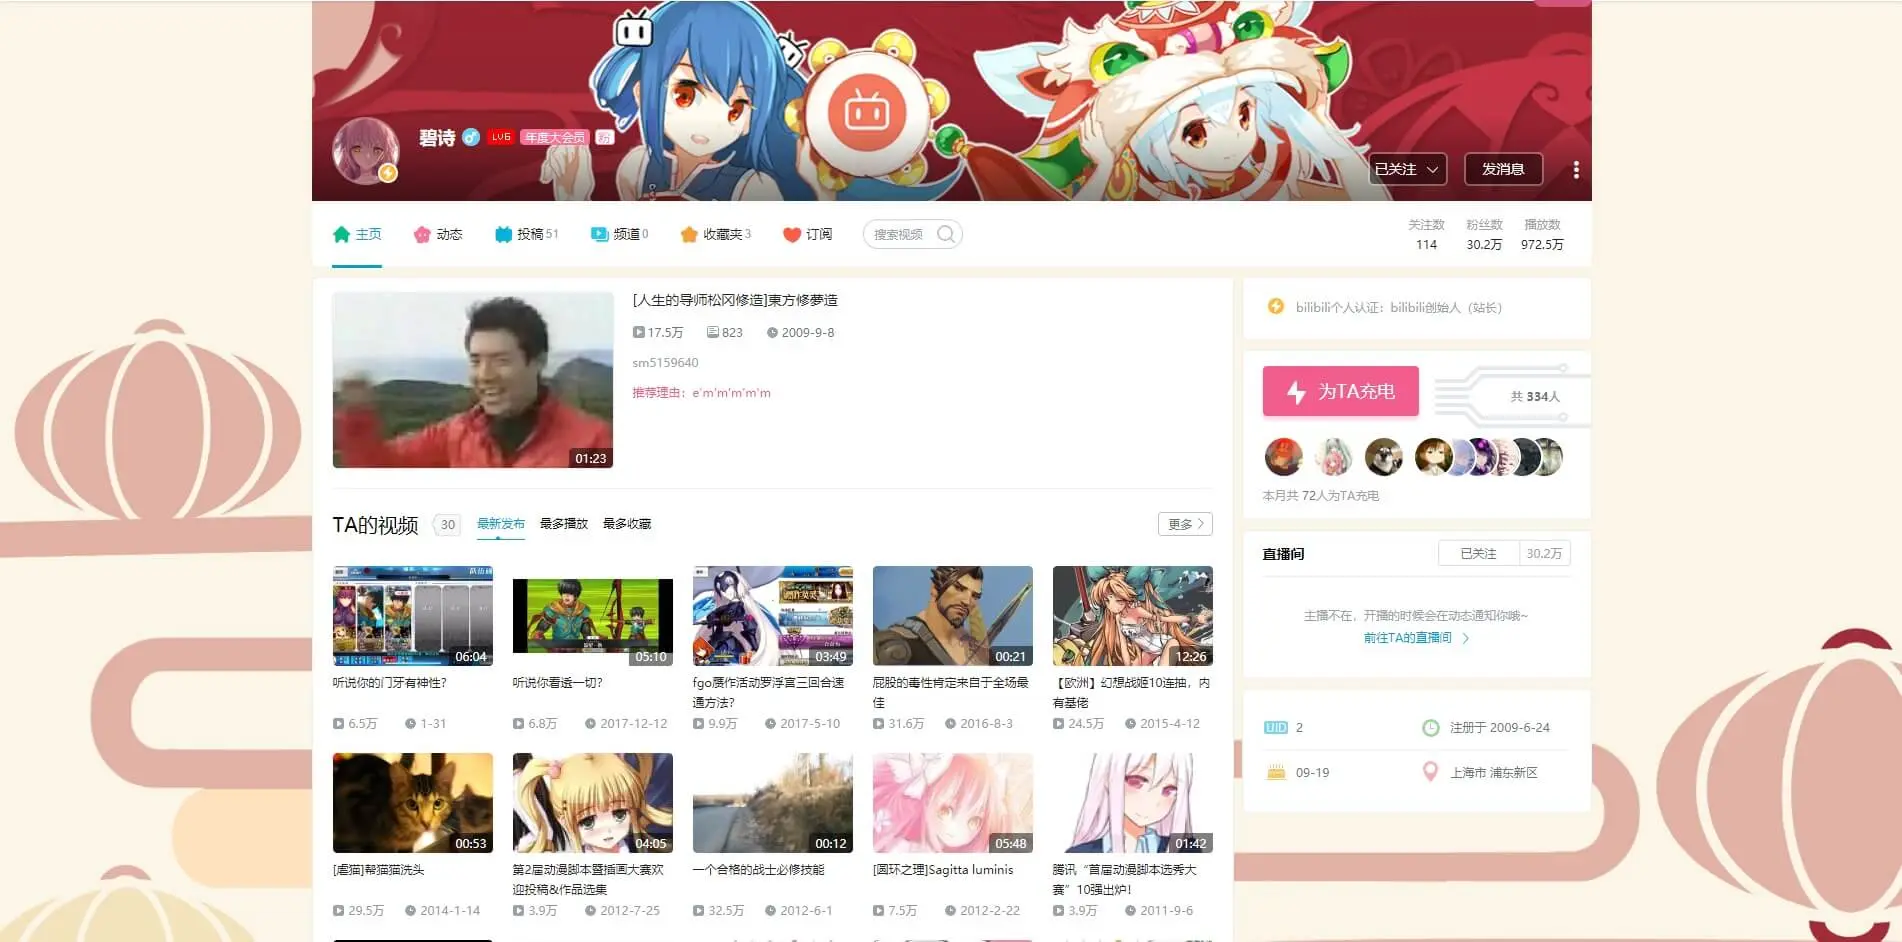 碧诗 LV6 年度大会员 粉
已关注 发消息
主页 动态 投稿 51 频道 0 收藏夹 3 订阅 搜索视频
关注数 粉丝数 播放数
114 30.2万 972.5万
[人生的导师松冈修造]東方修夢造
17.5万 823 2009-9-8
sm5159640
推荐理由：e'm'm'm'm'm
01:23
bilibili个人认证：bilibili创始人（站长）
为TA充电 共 334人
本月共 72人为TA充电
TA的视频 30 最新发布 最多播放 最多收藏 更多
06:04 05:10 03:49 00:21 12:26
听说你的门牙有神性?
6.5万 1-31
听说你看透一切?
6.8万 2017-12-12
fgo赝作活动罗浮宫三回合速
通方法?
9.9万 2017-5-10
屁股的毒性肯定来自于全场最
佳
31.6万 2016-8-3
【欧洲】幻想战姬10连抽，内
有基佬
24.5万 2015-4-12
00:53 04:05 00:12 05:48 01:42
[虐猫]帮猫猫洗头
29.5万 2014-1-14
第2届动漫脚本暨插画大赛欢
迎投稿&作品选集
3.9万 2012-7-25
一个合格的战士必修技能
32.5万 2012-6-1
[圆环之理]Sagitta luminis
7.5万 2012-2-22
腾讯“首届动漫脚本选秀大
赛”10强出炉!
3.9万 2011-9-6
直播间 已关注 30.2万
主播不在，开播的时候会在动态通知你哦~
前往TA的直播间
UID 2 注册于 2009-6-24
09-19 上海市 浦东新区